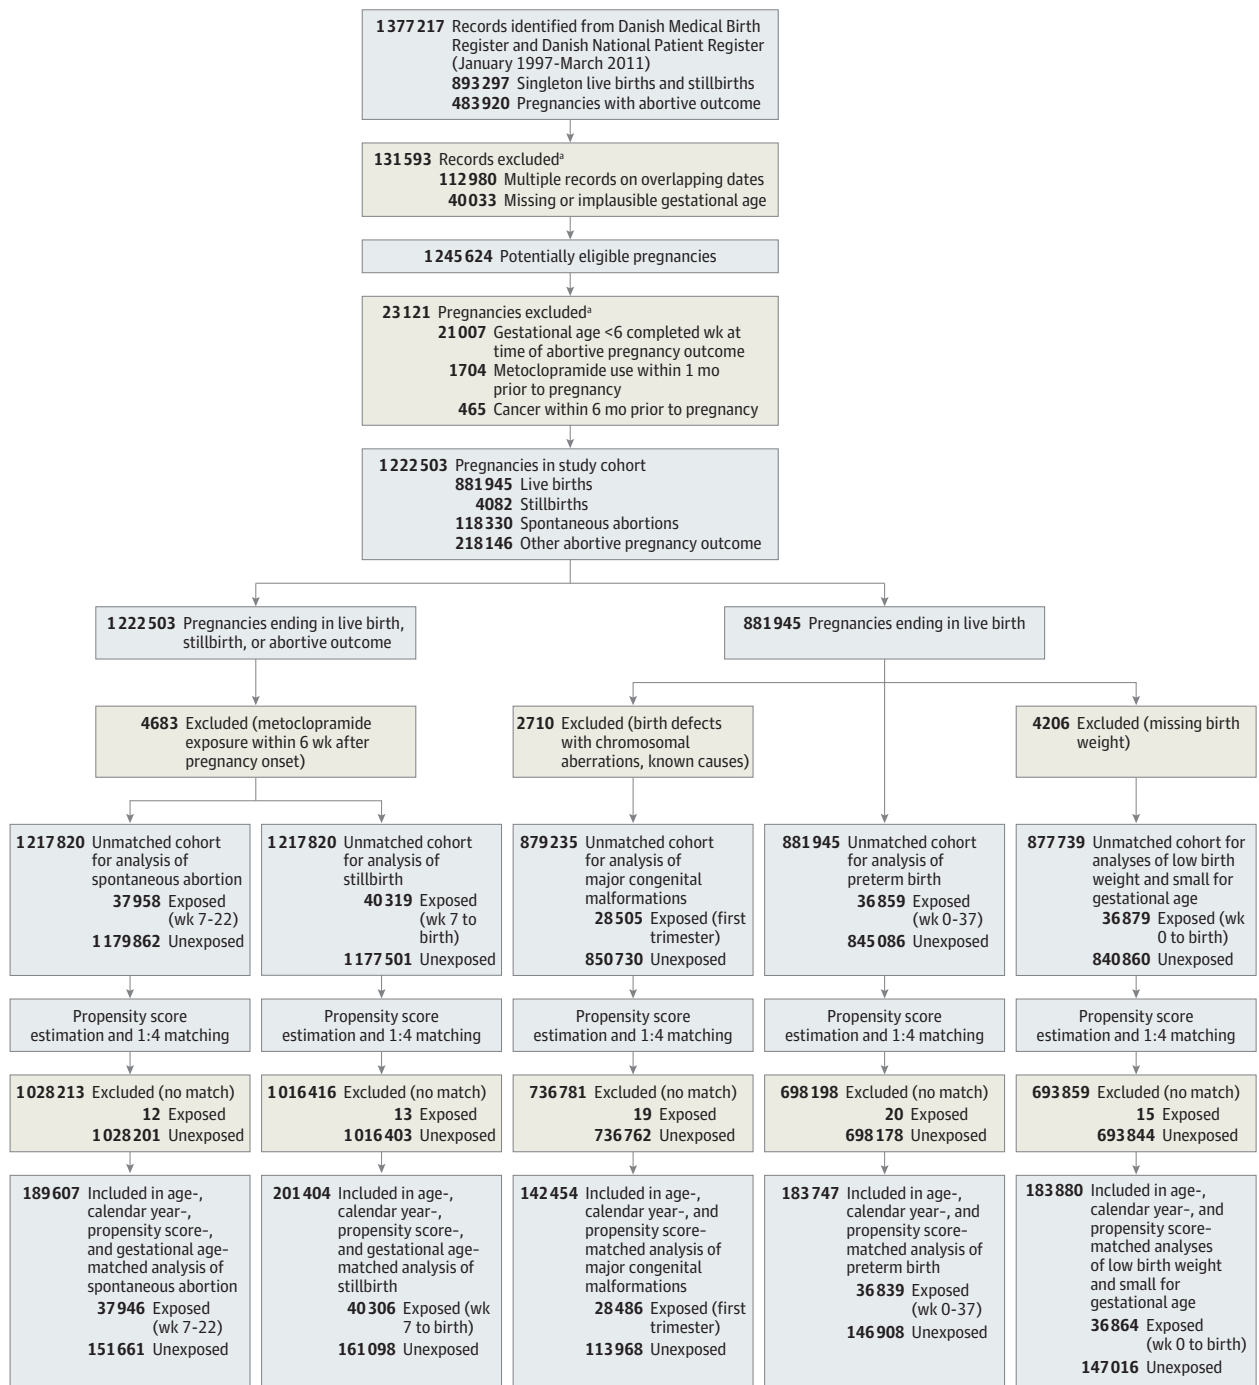 1377217 Records identified from Danish Medical Birth
Register and Danish National Patient Register
(January 1997-March 2011)
893297 Singleton live births and stillbirths
483920 Pregnancies with abortive outcome
131593 Records excludedᵃ
112980 Multiple records on overlapping dates
40033 Missing or implausible gestational age
1245624 Potentially eligible pregnancies
23121 Pregnancies excludedᵃ
21007 Gestational age <6 completed wk at
time of abortive pregnancy outcome
1704 Metoclopramide use within 1 mo
prior to pregnancy
465 Cancer within 6 mo prior to pregnancy
1222503 Pregnancies in study cohort
881945 Live births
4082 Stillbirths
118330 Spontaneous abortions
218146 Other abortive pregnancy outcome
1222503 Pregnancies ending in live birth,
stillbirth, or abortive outcome
881945 Pregnancies ending in live birth
4683 Excluded (metoclopramide
exposure within 6 wk after
pregnancy onset)
2710 Excluded (birth defects
with chromosomal
aberrations, known causes)
4206 Excluded (missing birth
weight)
1217820 Unmatched cohort
for analysis of
spontaneous abortion
37958 Exposed
(wk 7-22)
1179862 Unexposed
1217820 Unmatched cohort
for analysis of
stillbirth
40319 Exposed
(wk 7 to
birth)
1177501 Unexposed
879235 Unmatched cohort
for analysis of
major congenital
malformations
28505 Exposed (first
trimester)
850730 Unexposed
881945 Unmatched cohort
for analysis of
preterm birth
36859 Exposed
(wk 0-37)
845086 Unexposed
877739 Unmatched cohort for
analyses of low birth
weight and small for
gestational age
36879 Exposed (wk
0 to birth)
840860 Unexposed
Propensity score
estimation and 1:4 matching
Propensity score
estimation and 1:4 matching
Propensity score
estimation and 1:4 matching
Propensity score
estimation and 1:4 matching
Propensity score
estimation and 1:4 matching
1028213 Excluded (no match)
12 Exposed
1028201 Unexposed
1016416 Excluded (no match)
13 Exposed
1016403 Unexposed
736781 Excluded (no match)
19 Exposed
736762 Unexposed
698198 Excluded (no match)
20 Exposed
698178 Unexposed
693859 Excluded (no match)
15 Exposed
693844 Unexposed
189607 Included in age-,
calendar year-,
propensity score-,
and gestational age-
matched analysis of
spontaneous abortion
37946 Exposed
(wk 7-22)
151661 Unexposed
201404 Included in age-,
calendar year-,
propensity score-,
and gestational age-
matched analysis of
stillbirth
40306 Exposed (wk
7 to birth)
161098 Unexposed
142454 Included in age-,
calendar year-, and
propensity score-
matched analysis of
major congenital
malformations
28486 Exposed (first
trimester)
113968 Unexposed
183747 Included in age-,
calendar year-, and
propensity score-
matched analysis of
preterm birth
36839 Exposed
(wk 0-37)
146908 Unexposed
183880 Included in age-,
calendar year-, and
propensity score-
matched analyses
of low birth weight
and small for
gestational age
36864 Exposed
(wk 0 to birth)
147016 Unexposed